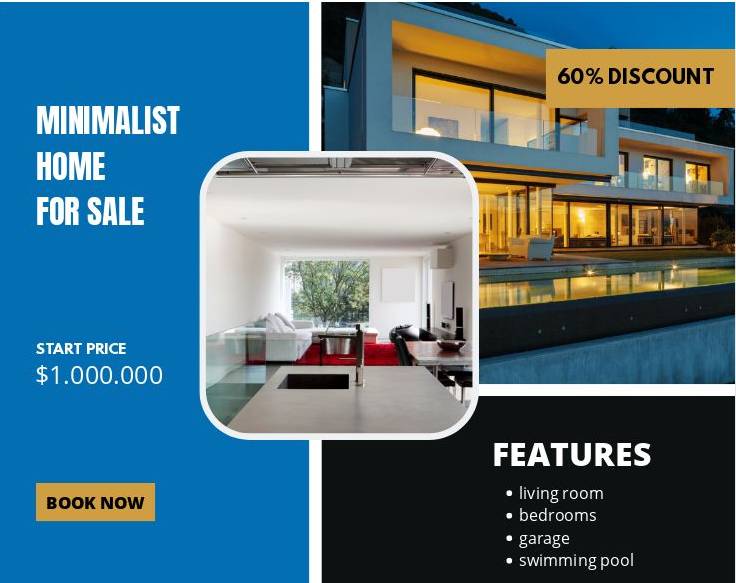 MINIMALIST
HOME
FOR SALE
START PRICE
$1.000.000
BOOK NOW
60% DISCOUNT
FEATURES
• living room
• bedrooms
• garage
• swimming pool